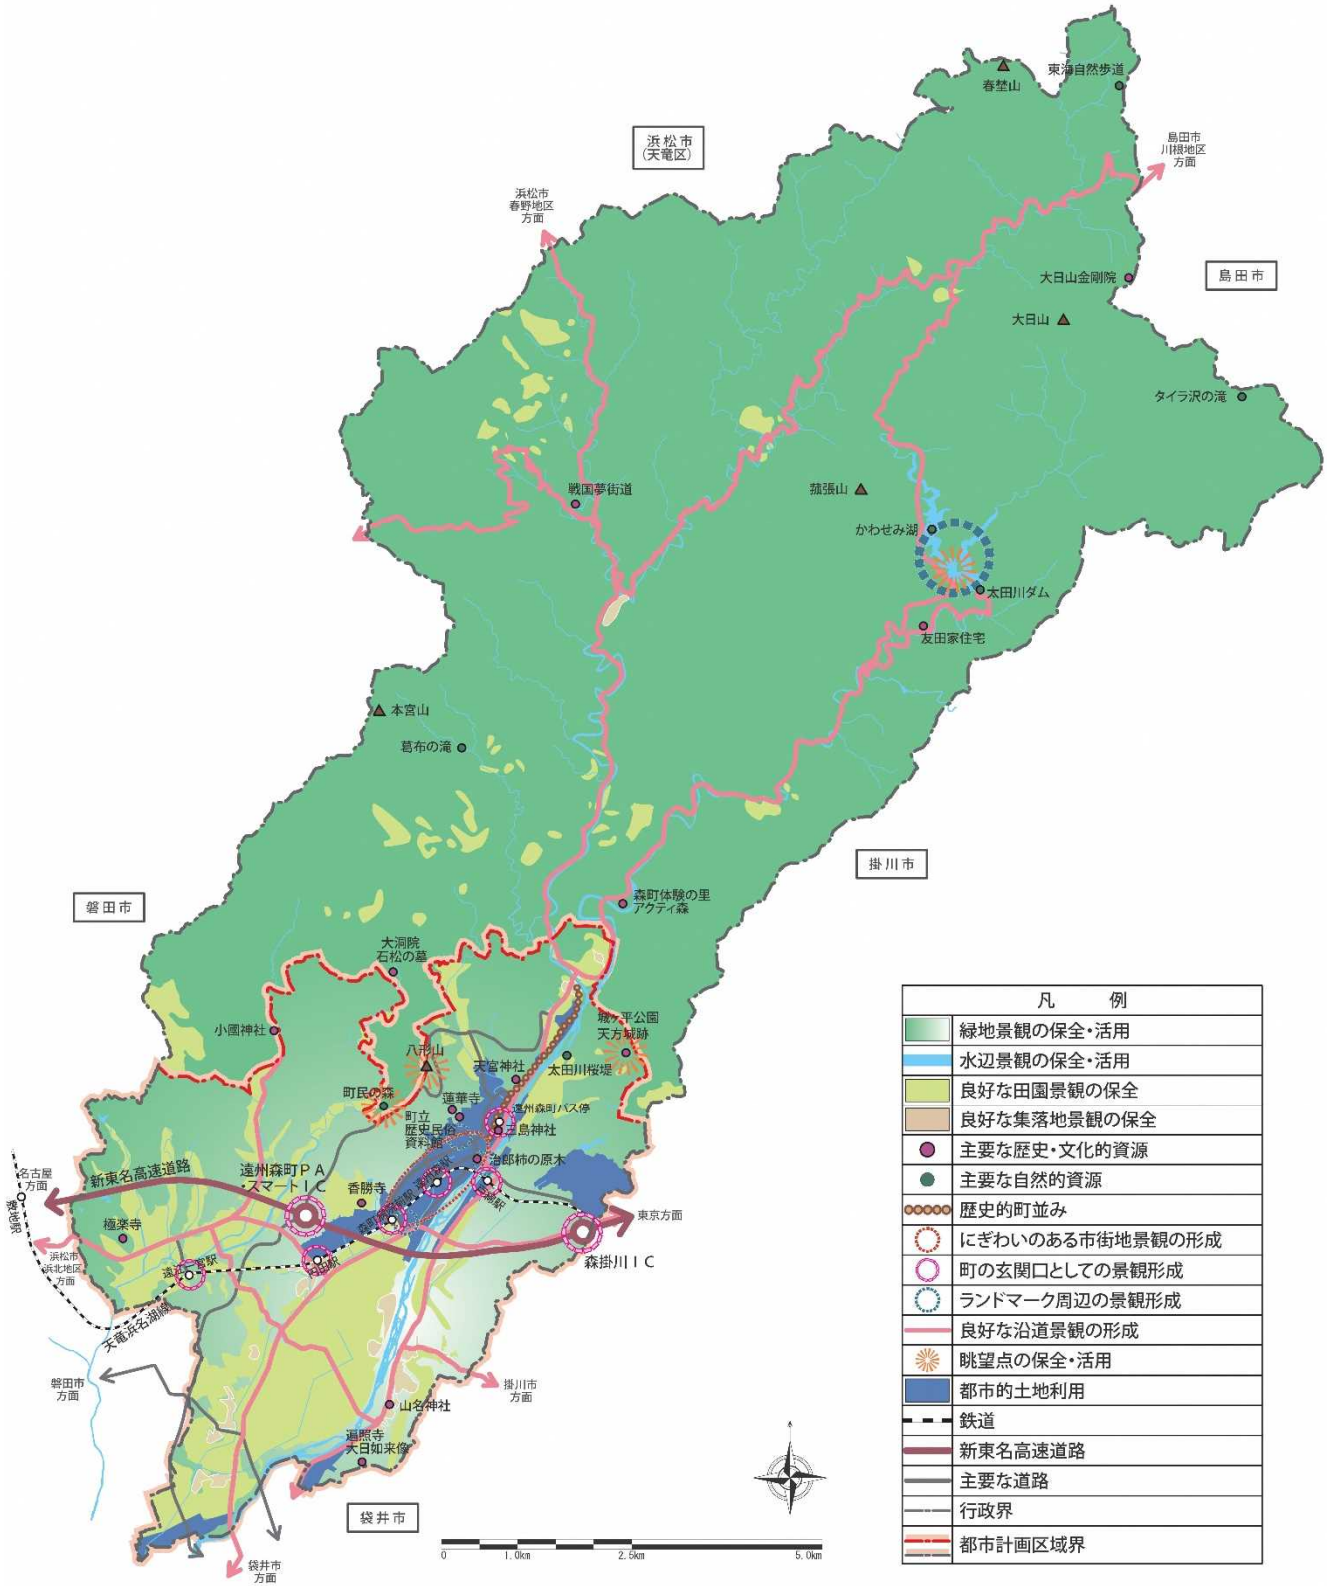 春埜山
東海自然歩道
浜松市
(天竜区)
島田市
川根地区
方面
浜松市
春野地区
方面
大日山金剛院
島田市
大日山
タイラ沢の滝
戦国夢街道
菰張山
かわせみ湖
太田川ダム
友田家住宅
本宮山
葛布の滝
掛川市
磐田市
森町体験の里
アクティ森
大洞院
石松の墓
小國神社
城ヶ平公園
天方城跡
八形山
天宮神社
太田川桜堤
町民の森
蓮華寺
遠州森町バス停
町立
歴史民俗
資料館
三島神社
治郎柿の原木
名古屋
方面
新東名高速道路
遠州森町PA
・スマートIC
香勝寺
敷地駅
極楽寺
東京方面
浜松市
浜北地区
方面
森掛川IC
天竜浜名湖線
磐田市
方面
掛川市
方面
山名神社
遍照寺
大日如来像
袋井市
袋井市
方面
0
1.0km
2.5km
5.0km
凡 例
緑地景観の保全・活用
水辺景観の保全・活用
良好な田園景観の保全
良好な集落地景観の保全
主要な歴史・文化的資源
主要な自然的資源
歴史的町並み
にぎわいのある市街地景観の形成
町の玄関口としての景観形成
ランドマーク周辺の景観形成
良好な沿道景観の形成
眺望点の保全・活用
都市的土地利用
鉄道
新東名高速道路
主要な道路
行政界
都市計画区域界